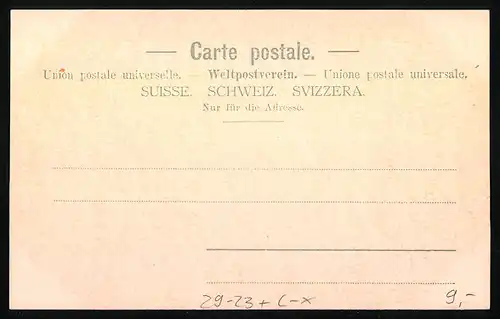 — Carte postale. —
Union postale universelle. — Weltpostverein. — Unione postale universale.
SUISSE. SCHWEIZ. SVIZZERA.
Nur für die Adresse.
29-23 + C-X
9,-